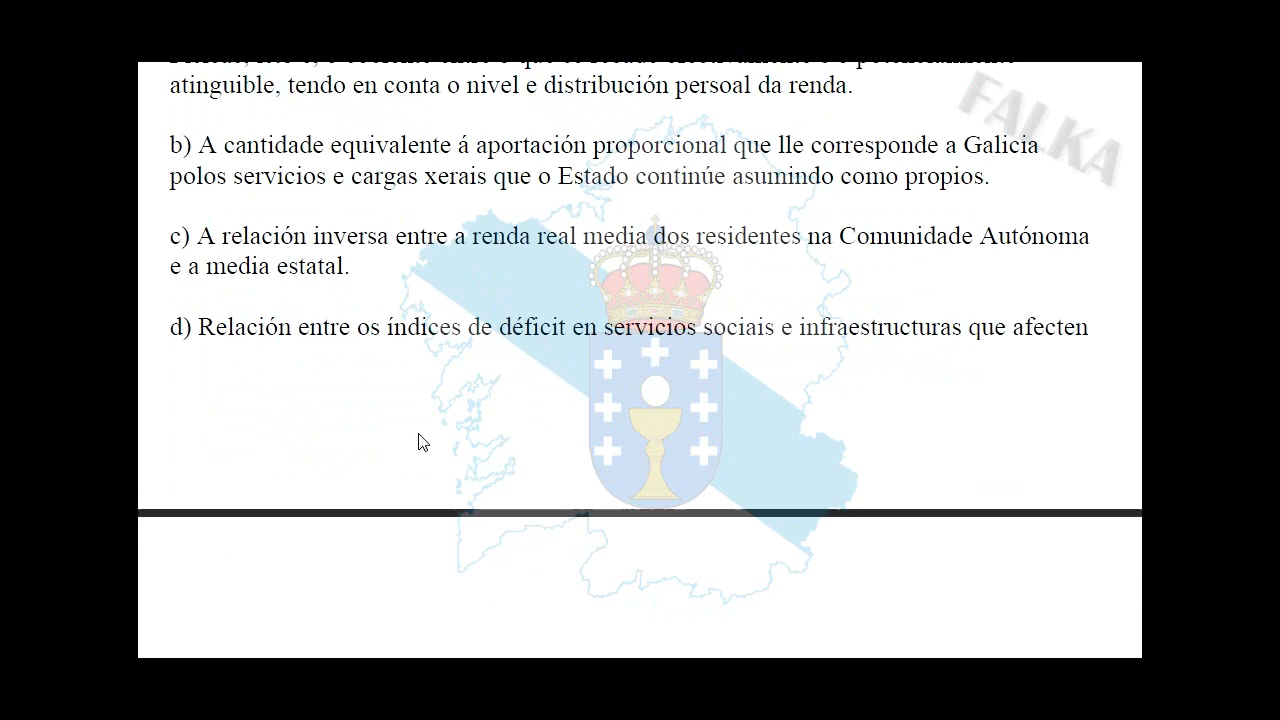 atinguible, tendo en conta o nivel e distribución persoal da renda.
b) A cantidade equivalente á aportación proporcional que lle corresponde a Galicia
polos servicios e cargas xerais que o Estado continúe asumindo como propios.
c) A relación inversa entre a renda real media dos residentes na Comunidade Autónoma
e a media estatal.
d) Relación entre os índices de déficit en servicios sociais e infraestructuras que afecten
FALKA